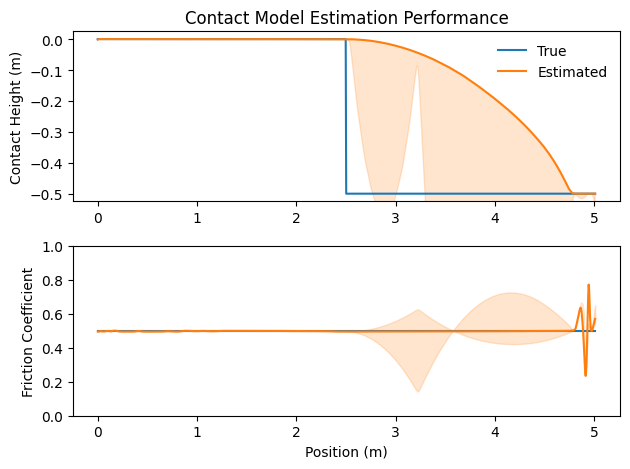 Contact Model Estimation Performance
Contact Height (m)
0.0
−0.1
−0.2
−0.3
−0.4
−0.5
True
Estimated
0 1 2 3 4 5
Friction Coefficient
1.0
0.8
0.6
0.4
0.2
0.0
0 1 2 3 4 5
Position (m)